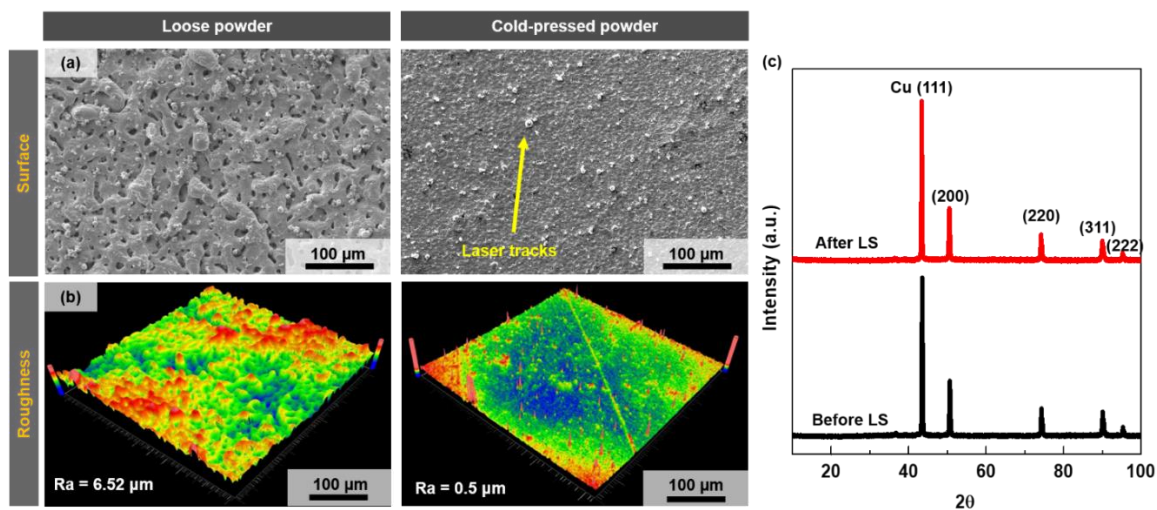 Loose powder
Cold-pressed powder
Surface
(a)
Laser tracks
100 µm
100 µm
Roughness
(b)
Ra = 6.52 µm
100 µm
Ra = 0.5 µm
100 µm
(c)
Cu (111)
(200)
(220)
(311)
(222)
After LS
Before LS
Intensity (a.u.)
20
40
60
80
100
2θ